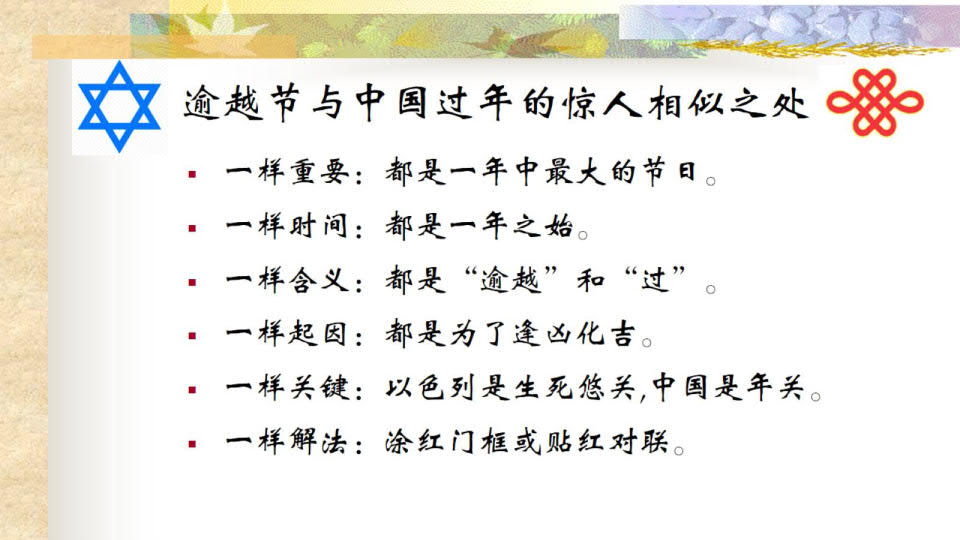 逾越节与中国过年的惊人相似之处
一样重要：都是一年中最大的节日。
一样时间：都是一年之始。
一样含义：都是“逾越”和“过”。
一样起因：都是为了逢凶化吉。
一样关键：以色列是生死悠关,中国是年关。
一样解法：涂红门框或贴红对联。